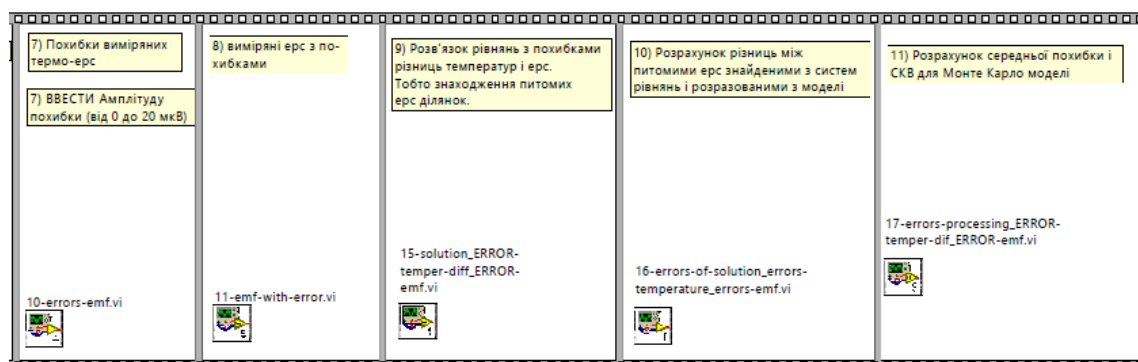 7) Похибки виміряних
термо-ерс
7) ВВЕСТИ Амплітуду
похибки (від 0 до 20 мкВ)
10-errors-emf.vi
8) виміряні ерс з по-
хибками
11-emf-with-error.vi
9) Розв'язок рівнянь з похибками
різниць температур і ерс.
Тобто знаходження питомих
ерс ділянок.
15-solution_ERROR-
temper-diff_ERROR-
emf.vi
10) Розрахунок різниць між
питомими ерс знайденими з систем
рівнянь і розразованими з моделі
16-errors-of-solution_errors-
temperature_errors-emf.vi
11) Розрахунок середньої похибки і
СКВ для Монте Карло моделі
17-errors-processing_ERROR-
temper-dif_ERROR-emf.vi